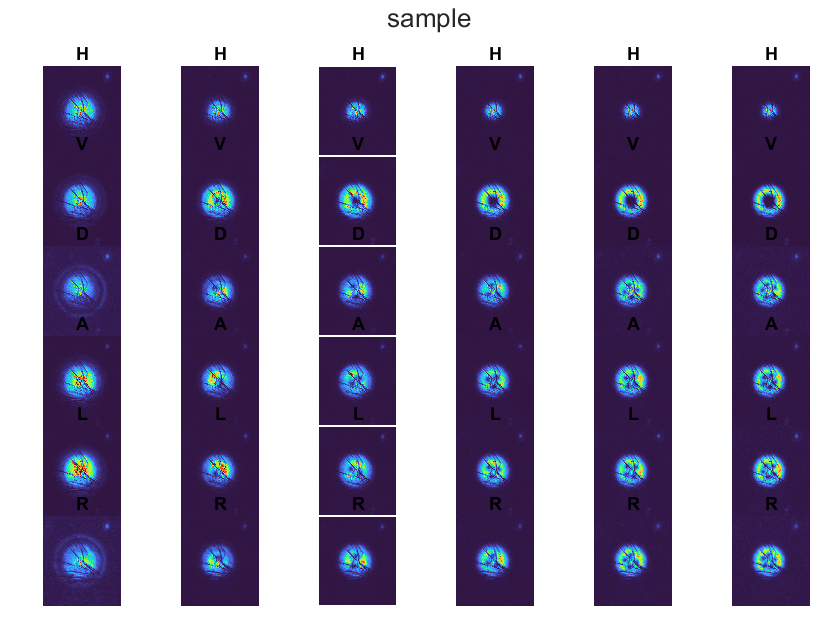 sample
H H H H H H
V V V V V V
D D D D D D
A A A A A A
L L L L L L
R R R R R R